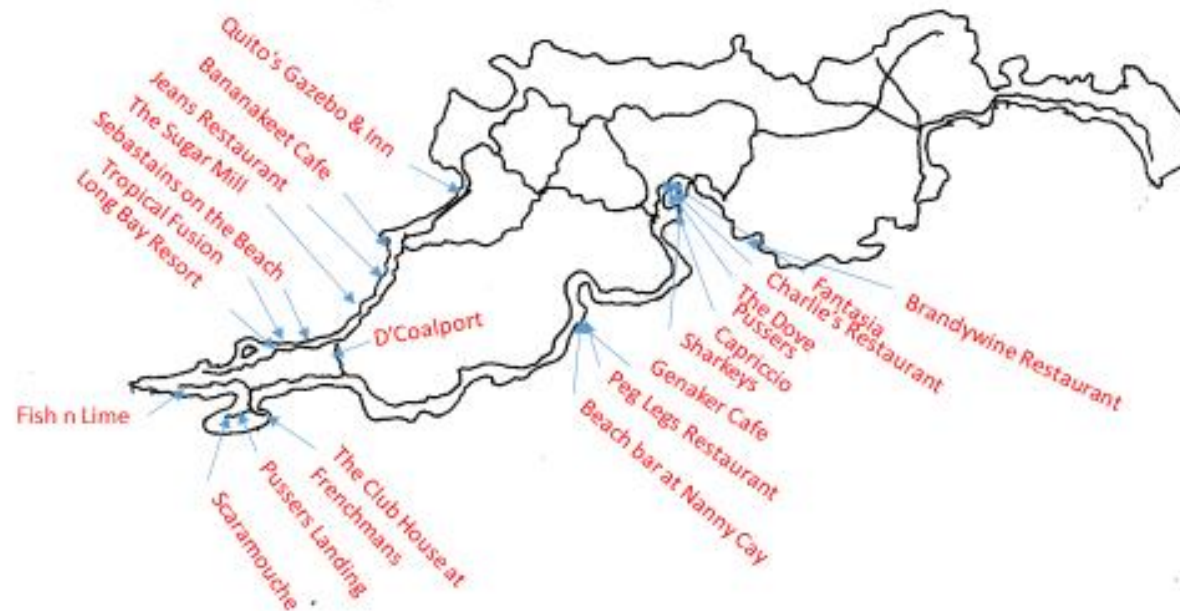 Quito's Gazebo & Inn
Bananakeet Cafe
Jeans Restaurant
The Sugar Mill
Sebastains on the Beach
Tropical Fusion
Long Bay Resort
D'Coalport
Fish n Lime
Scaramouche
Pussers Landing
The Club House at
Frenchmans
Beach bar at Nanny Cay
Peg Legs Restaurant
Genaker Cafe
Sharkeys
Capriccio
Pussers
The Dove
Charlie's Restaurant
Fantasia
Brandywine Restaurant